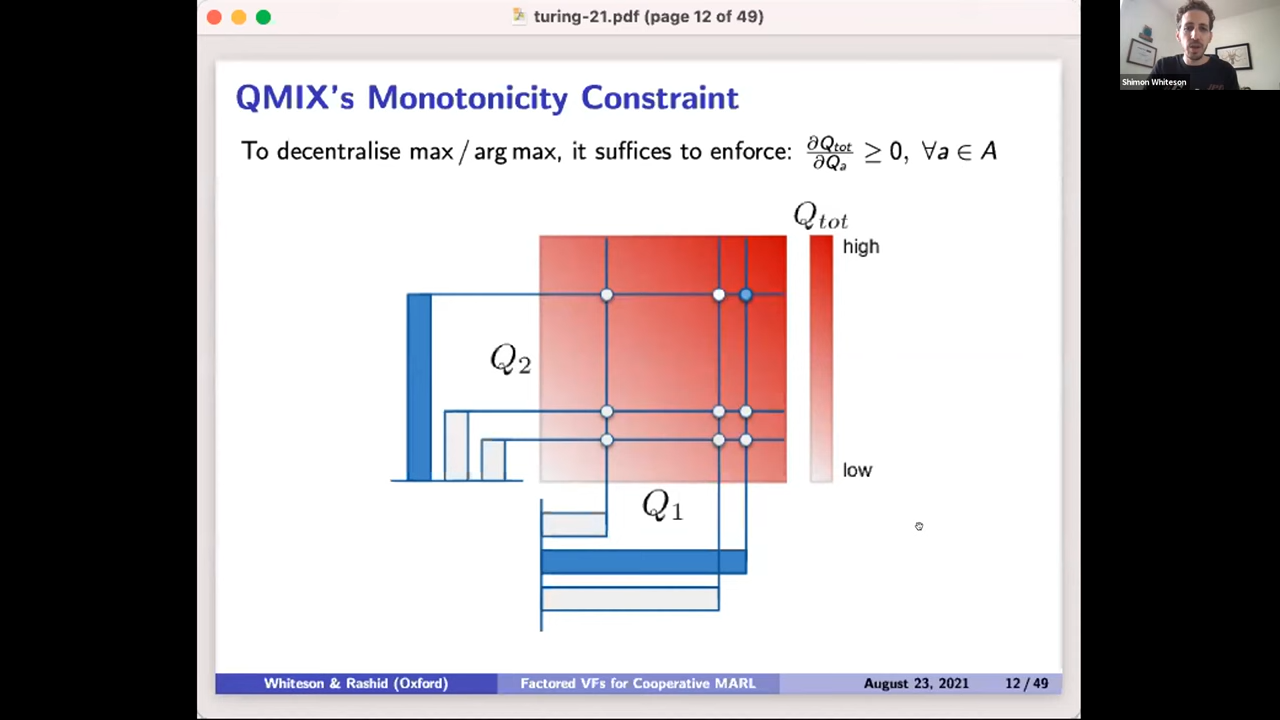 turing-21.pdf (page 12 of 49)
Shimon Whiteson
QMIX's Monotonicity Constraint
To decentralise max / arg max, it suffices to enforce: ∂Q_tot/∂Q_a ≥ 0, ∀a ∈ A
Q_tot
high
Q_2
low
Q_1
Whiteson & Rashid (Oxford) Factored VFs for Cooperative MARL August 23, 2021 12 / 49